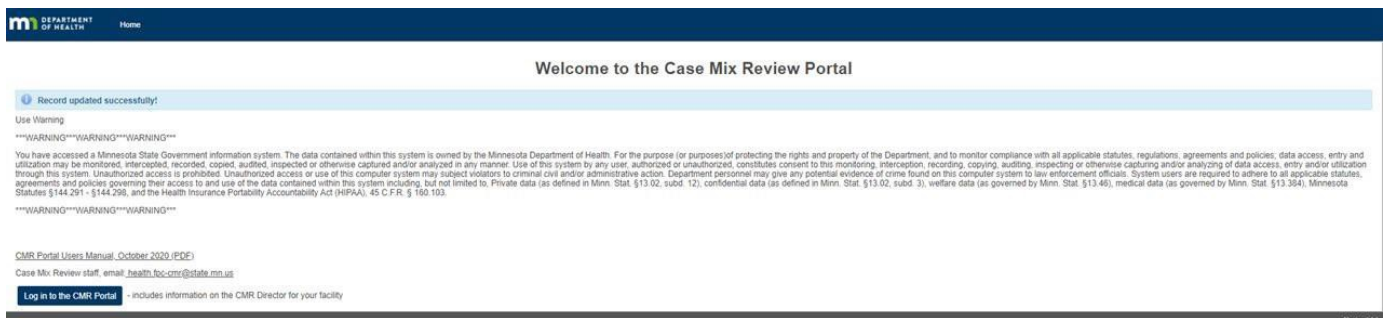 mn DEPARTMENT
OF HEALTH
Home
Welcome to the Case Mix Review Portal
Record updated successfully!
Use Warning
***WARNING***WARNING***WARNING***
You have accessed a Minnesota State Government information system. The data contained within this system is owned by the Minnesota Department of Health. For the purpose (or purposes)of protecting the rights and property of the Department, and to monitor compliance with all applicable statutes, regulations, agreements and policies; data access, entry and
utilization may be monitored, intercepted, recorded, copied, audited, inspected or otherwise captured and/or analyzed in any manner. Use of this system by any user, authorized or unauthorized, constitutes consent to this monitoring, interception, recording, copying, auditing, inspecting or otherwise capturing and/or analyzing of data access, entry and/or utilization
through this system. Unauthorized access is prohibited. Unauthorized access or use of this computer system may subject violators to criminal civil and/or administrative action. Department personnel may give any potential evidence of crime found on this computer system to law enforcement officials. System users are required to adhere to all applicable statutes,
agreements and policies governing their access to and use of the data contained within this system including, but not limited to, Private data (as defined in Minn. Stat. §13.02, subd. 12), confidential data (as defined in Minn. Stat. §13.02, subd. 3), welfare data (as governed by Minn. Stat. §13.46), medical data (as governed by Minn. Stat. §13.384), Minnesota
Statutes §144.291 - §144.298, and the Health Insurance Portability Accountability Act (HIPAA), 45 C.F.R. § 160.103.
***WARNING***WARNING***WARNING***
CMR Portal Users Manual, October 2020 (PDF)
Case Mix Review staff, email: health.fpc-cmr@state.mn.us
Log in to the CMR Portal - includes information on the CMR Director for your facility